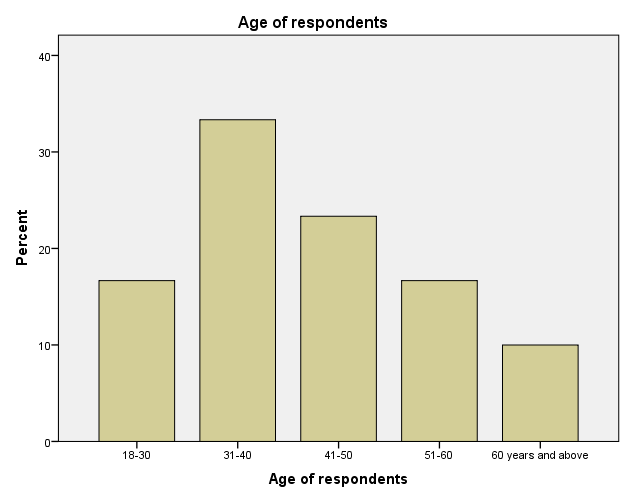 Age of respondents
Percent
40
30
20
10
0
18-30
31-40
41-50
51-60
60 years and above
Age of respondents